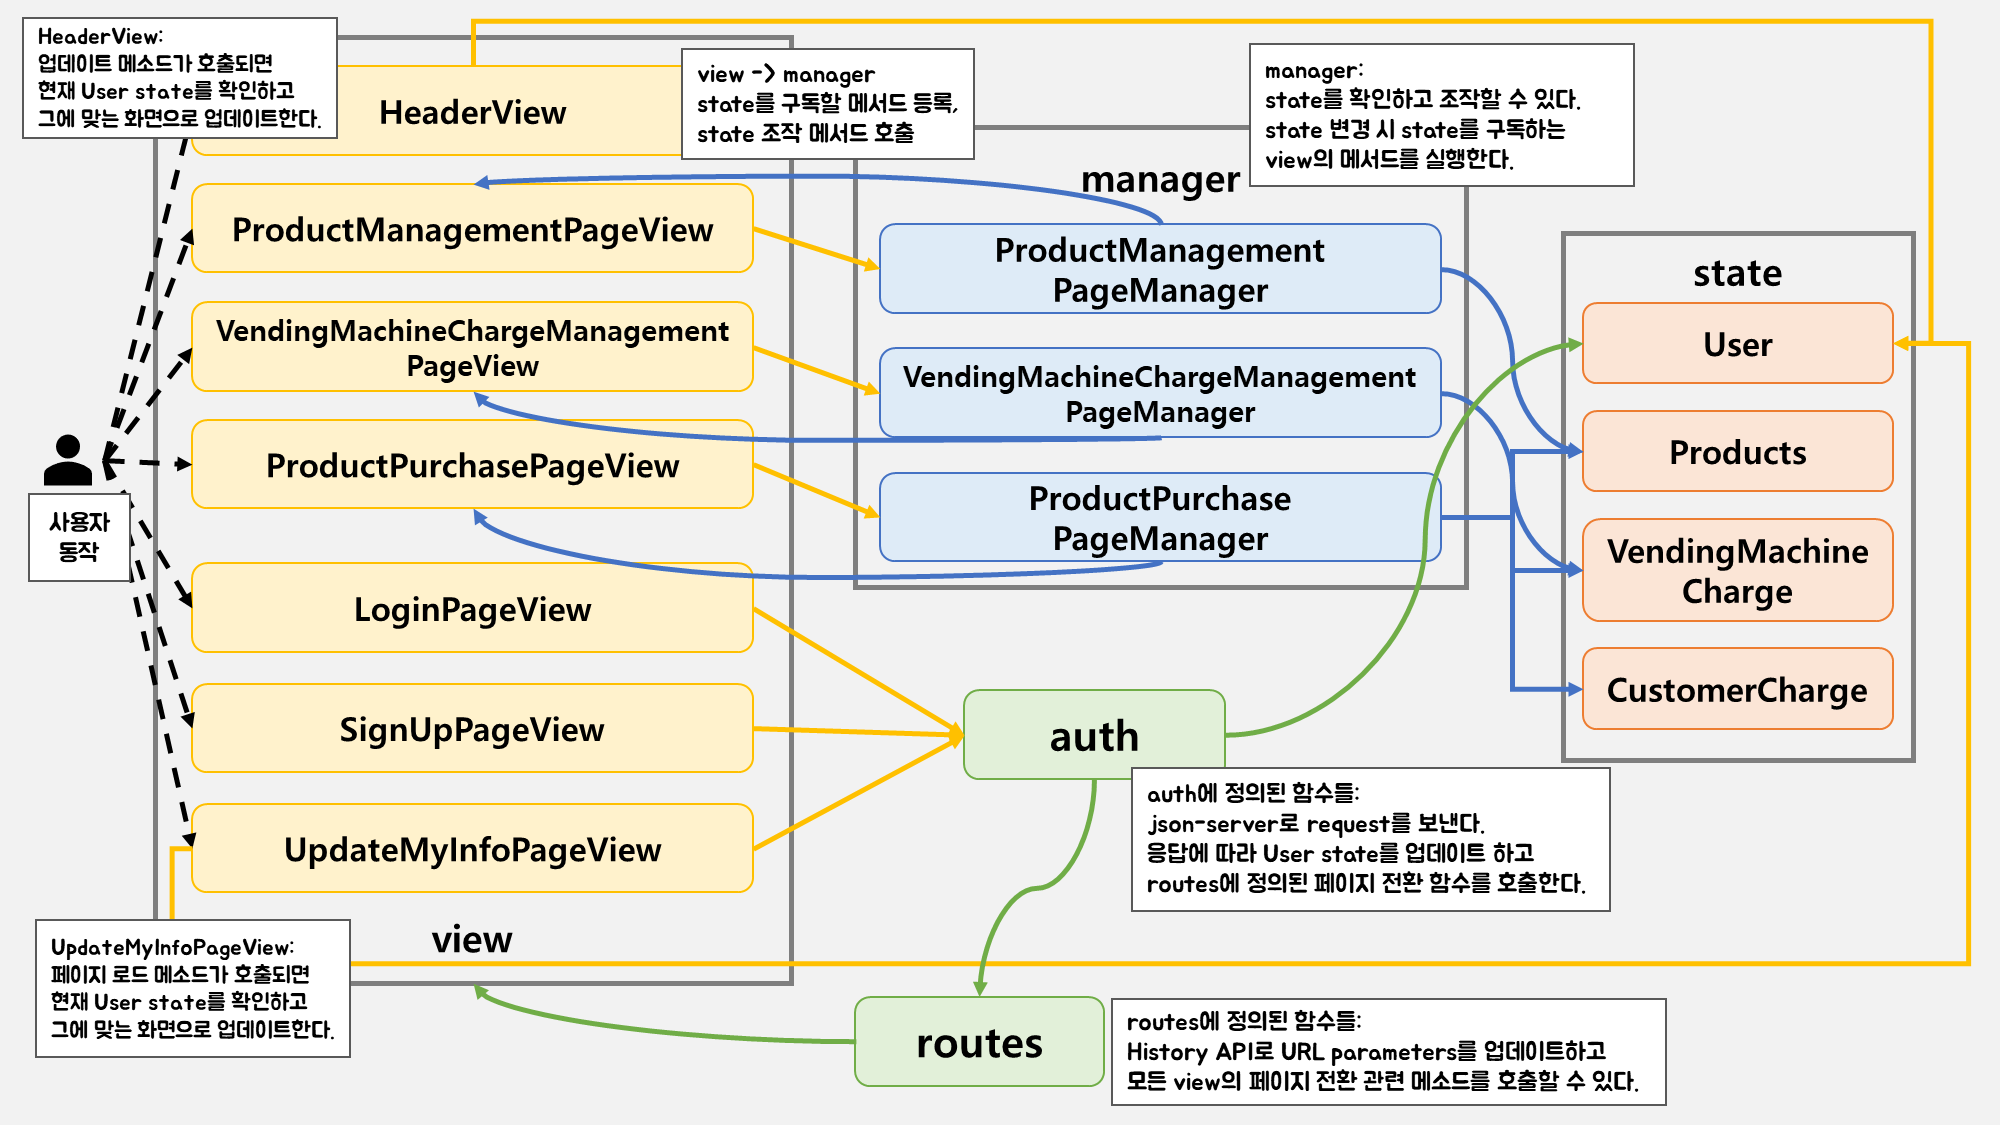 HeaderView:
업데이트 메소드가 호출되면
현재 User state를 확인하고
그에 맞는 화면으로 업데이트한다.
HeaderView
view -> manager
state를 구독할 메서드 등록,
state 조작 메서드 호출
manager:
state를 확인하고 조작할 수 있다.
state 변경 시 state를 구독하는
view의 메서드를 실행한다.
manager
ProductManagementPageView
ProductManagement
PageManager
state
VendingMachineChargeManagement
PageView
VendingMachineChargeManagement
PageManager
User
ProductPurchasePageView
ProductPurchase
PageManager
Products
사용자
동작
VendingMachine
Charge
LoginPageView
CustomerCharge
SignUpPageView
auth
UpdateMyInfoPageView
auth에 정의된 함수들:
json-server로 request를 보낸다.
응답에 따라 User state를 업데이트 하고
routes에 정의된 페이지 전환 함수를 호출한다.
view
UpdateMyInfoPageView:
페이지 로드 메소드가 호출되면
현재 User state를 확인하고
그에 맞는 화면으로 업데이트한다.
routes
routes에 정의된 함수들:
History API로 URL parameters를 업데이트하고
모든 view의 페이지 전환 관련 메소드를 호출할 수 있다.